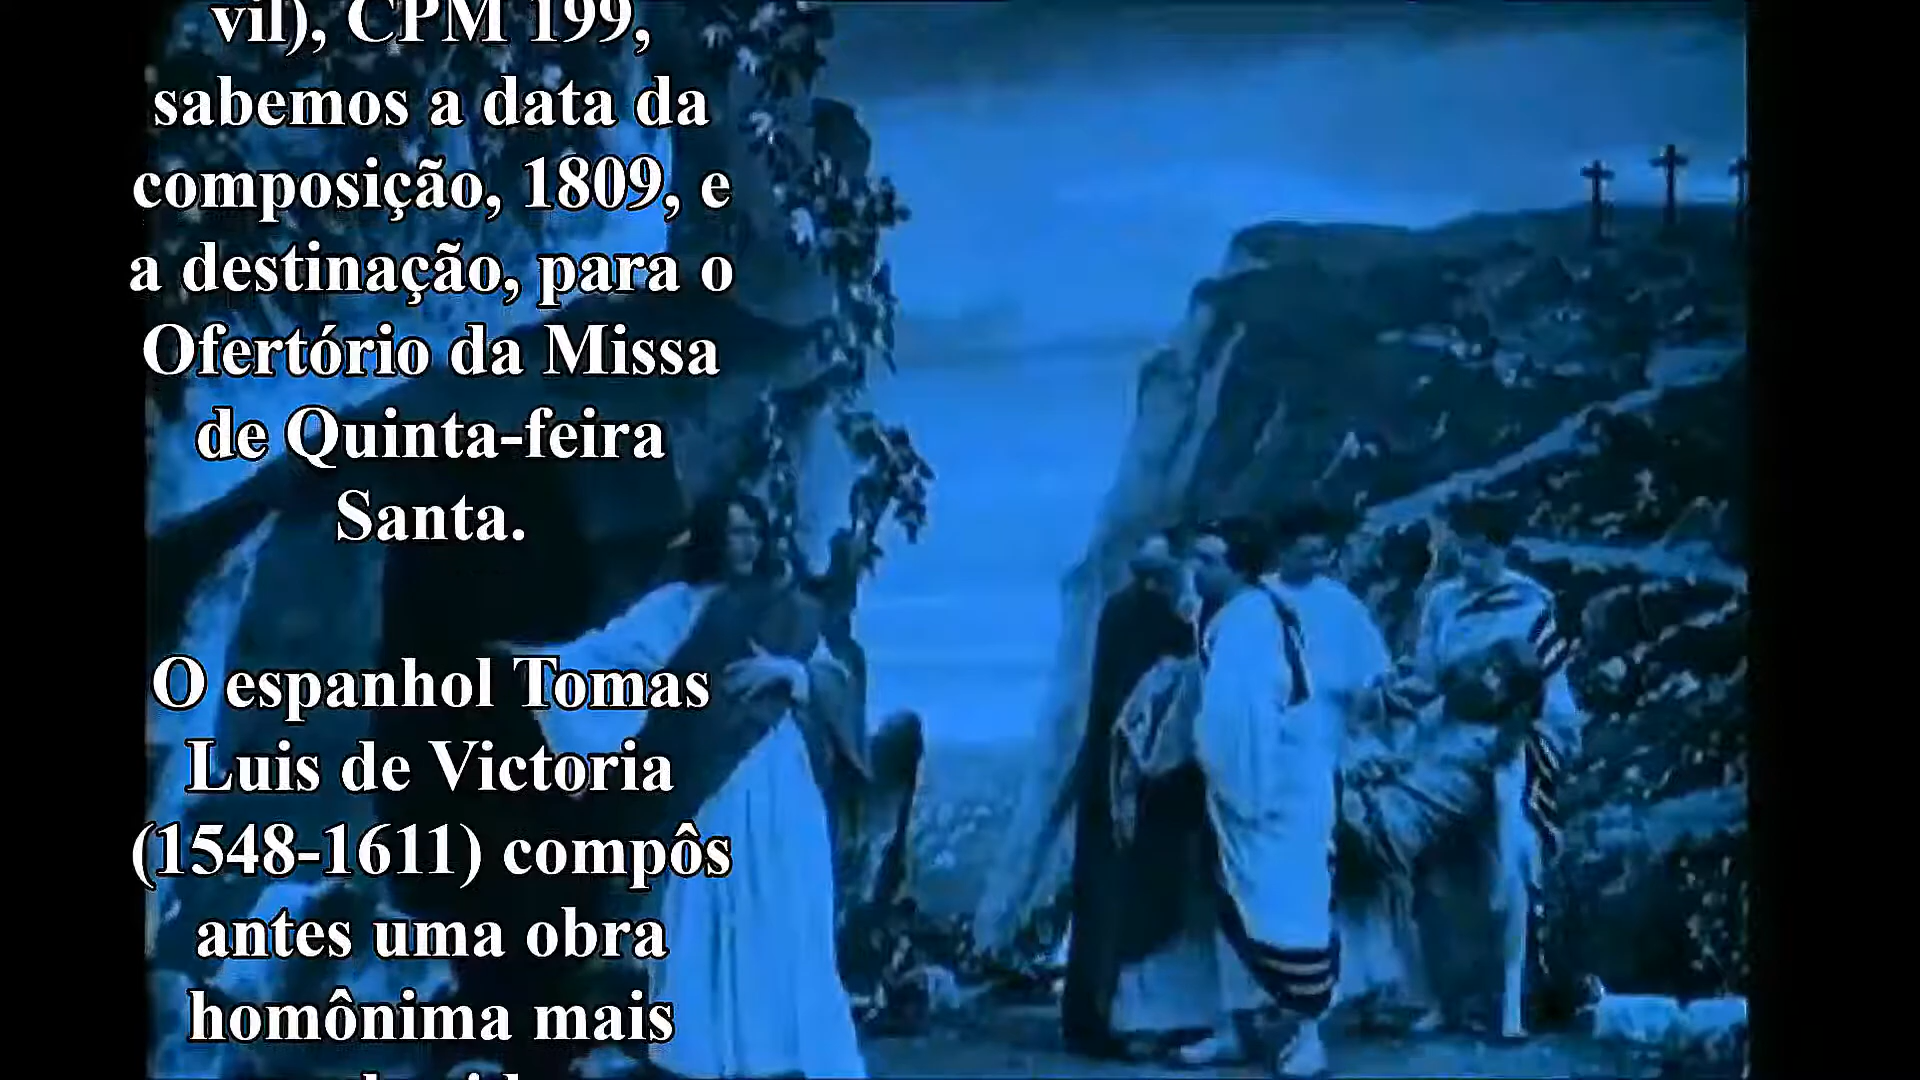 vil), CPM 199,
sabemos a data da
composição, 1809, e
a destinação, para o
Ofertório da Missa
de Quinta-feira
Santa.
O espanhol Tomas
Luis de Victoria
(1548-1611) compôs
antes uma obra
homônima mais